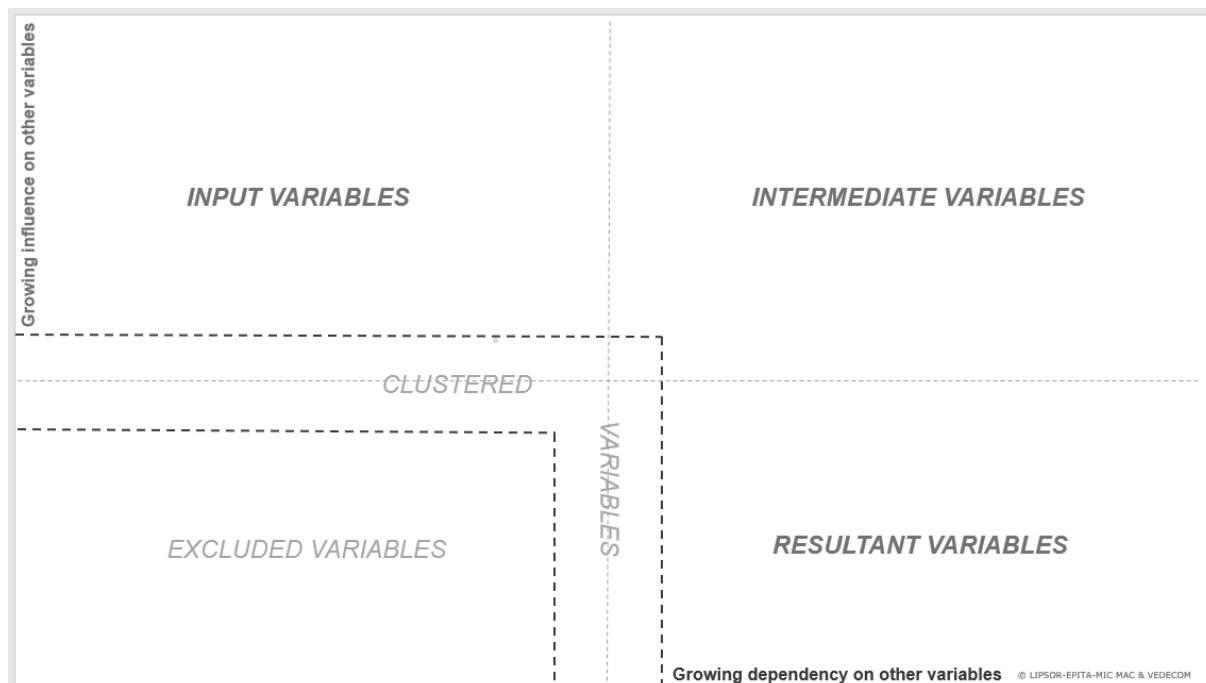 Growing influence on other variables
INPUT VARIABLES
INTERMEDIATE VARIABLES
CLUSTERED
VARIABLES
EXCLUDED VARIABLES
RESULTANT VARIABLES
Growing dependency on other variables
© LIPSOR-EPITA-MIC MAC & VEDECOM